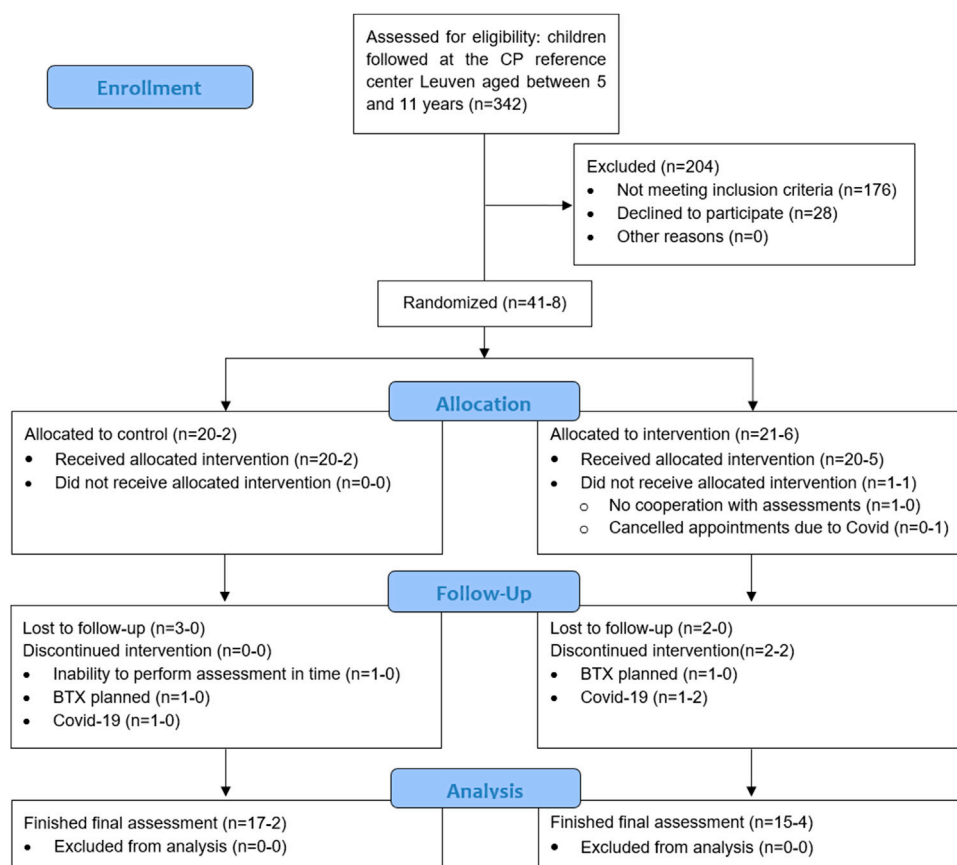 Enrollment
Assessed for eligibility: children
followed at the CP reference
center Leuven aged between 5
and 11 years (n=342)
Excluded (n=204)
• Not meeting inclusion criteria (n=176)
• Declined to participate (n=28)
• Other reasons (n=0)
Randomized (n=41-8)
Allocation
Allocated to control (n=20-2)
• Received allocated intervention (n=20-2)
• Did not receive allocated intervention (n=0-0)
Allocated to intervention (n=21-6)
• Received allocated intervention (n=20-5)
• Did not receive allocated intervention (n=1-1)
o No cooperation with assessments (n=1-0)
o Cancelled appointments due to Covid (n=0-1)
Follow-Up
Lost to follow-up (n=3-0)
Discontinued intervention (n=0-0)
• Inability to perform assessment in time (n=1-0)
• BTX planned (n=1-0)
• Covid-19 (n=1-0)
Lost to follow-up (n=2-0)
Discontinued intervention(n=2-2)
• BTX planned (n=1-0)
• Covid-19 (n=1-2)
Analysis
Finished final assessment (n=17-2)
• Excluded from analysis (n=0-0)
Finished final assessment (n=15-4)
• Excluded from analysis (n=0-0)